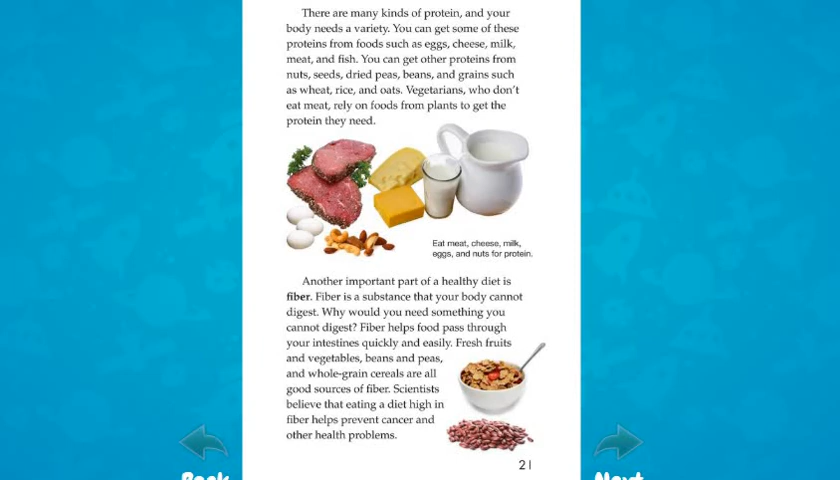 There are many kinds of protein, and your
body needs a variety. You can get some of these
proteins from foods such as eggs, cheese, milk,
meat, and fish. You can get other proteins from
nuts, seeds, dried peas, beans, and grains such
as wheat, rice, and oats. Vegetarians, who don't
eat meat, rely on foods from plants to get the
protein they need.
Eat meat, cheese, milk,
eggs, and nuts for protein.
Another important part of a healthy diet is
fiber. Fiber is a substance that your body cannot
digest. Why would you need something you
cannot digest? Fiber helps food pass through
your intestines quickly and easily. Fresh fruits
and vegetables, beans and peas,
and whole-grain cereals are all
good sources of fiber. Scientists
believe that eating a diet high in
fiber helps prevent cancer and
other health problems.
21
Back
Next